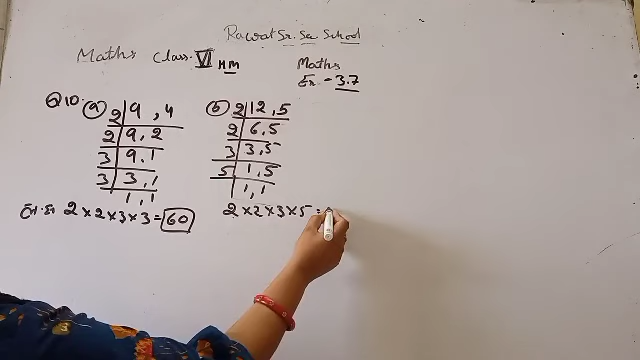 Rawat Sr. Sec School
Maths Class. VI HM
Maths
Ex - 3.7
Q10. (a)
2 | 9, 4
2 | 9, 2
3 | 9, 1
3 | 3, 1
1, 1
2 × 2 × 3 × 3 = 60
(b)
2 | 12, 5
2 | 6, 5
3 | 3, 5
5 | 1, 5
1, 1
2 × 2 × 3 × 5 =